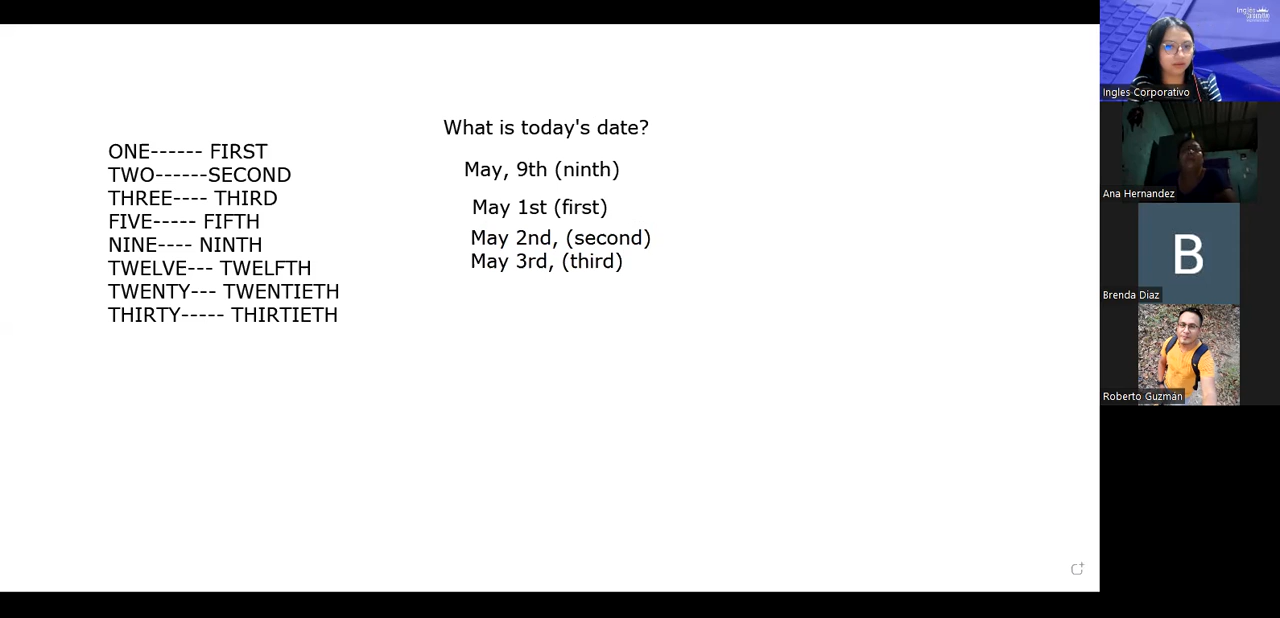 ONE------ FIRST
TWO------SECOND
THREE---- THIRD
FIVE----- FIFTH
NINE---- NINTH
TWELVE--- TWELFTH
TWENTY--- TWENTIETH
THIRTY----- THIRTIETH
What is today's date?
May, 9th (ninth)
May 1st (first)
May 2nd, (second)
May 3rd, (third)
Ingles Corporativo
Ana Hernandez
B
Brenda Diaz
Roberto Guzmán